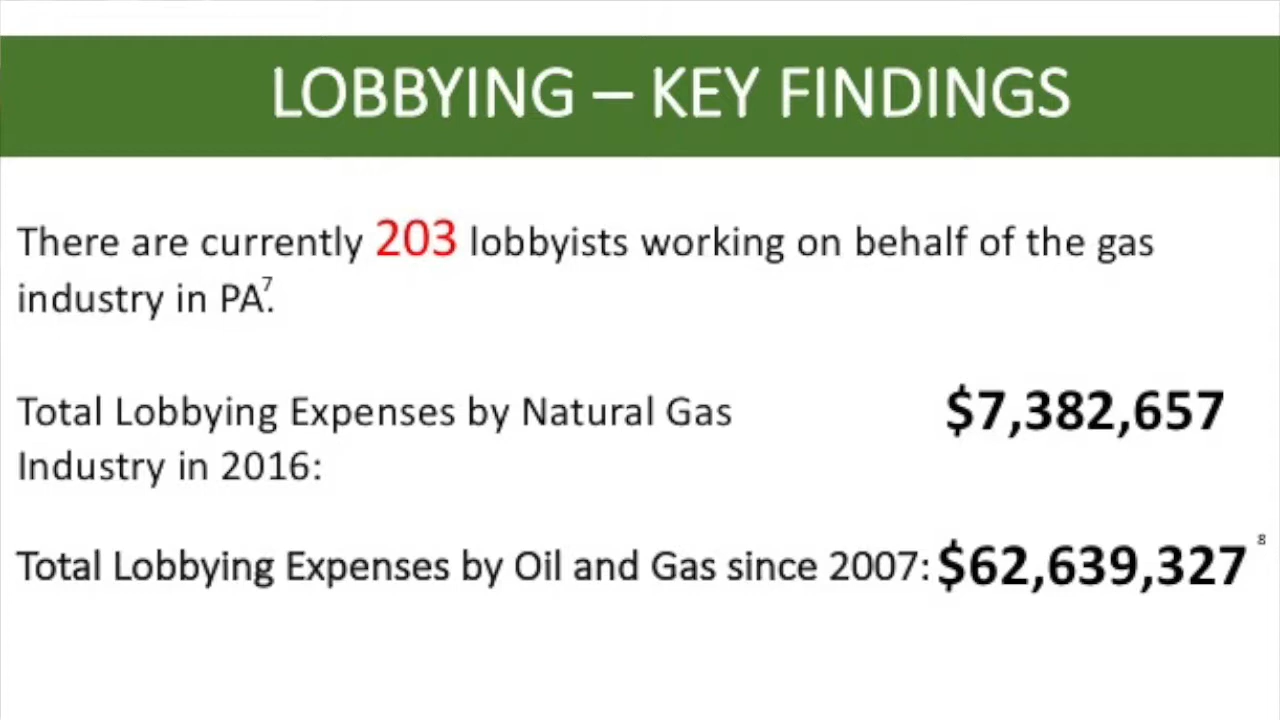 LOBBYING – KEY FINDINGS
There are currently 203 lobbyists working on behalf of the gas
industry in PA⁷.
Total Lobbying Expenses by Natural Gas $7,382,657
Industry in 2016:
Total Lobbying Expenses by Oil and Gas since 2007: $62,639,327 ⁸